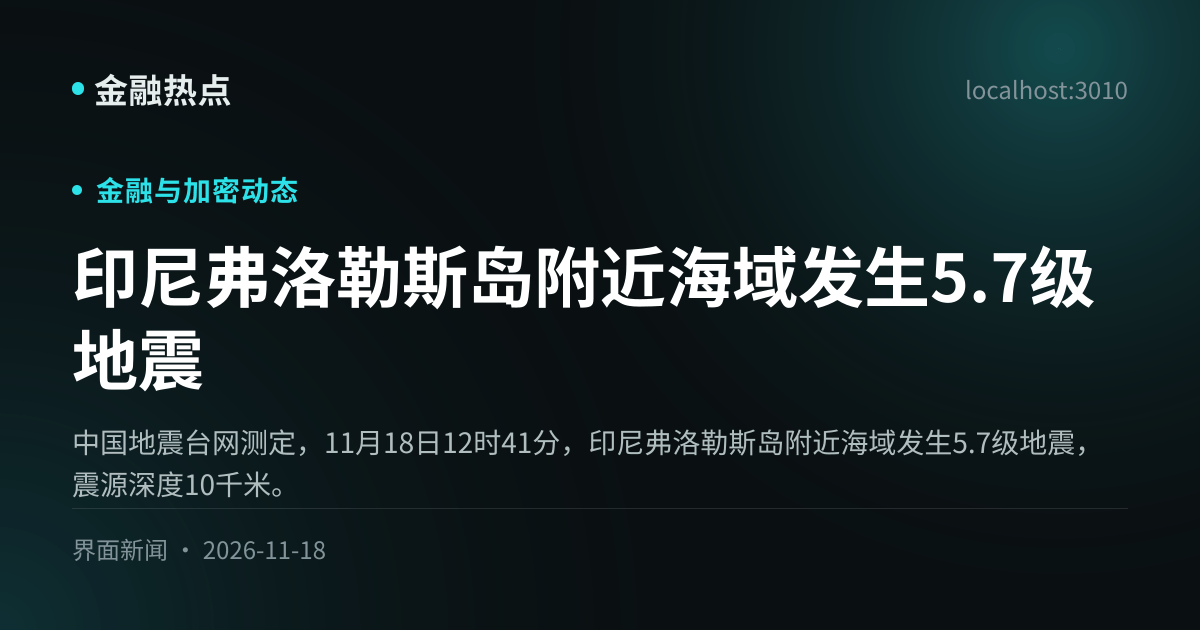 金融热点
localhost:3010
金融与加密动态
印尼弗洛勒斯岛附近海域发生5.7级
地震
中国地震台网测定，11月18日12时41分，印尼弗洛勒斯岛附近海域发生5.7级地震，
震源深度10千米。
界面新闻 • 2026-11-18